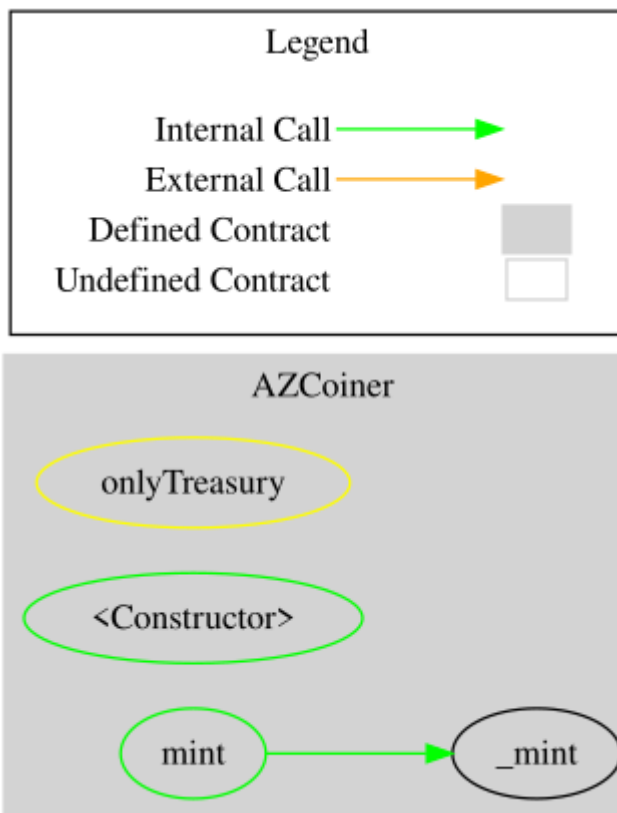 Legend
Internal Call
External Call
Defined Contract
Undefined Contract
AZCoiner
onlyTreasury
<Constructor>
mint
_mint